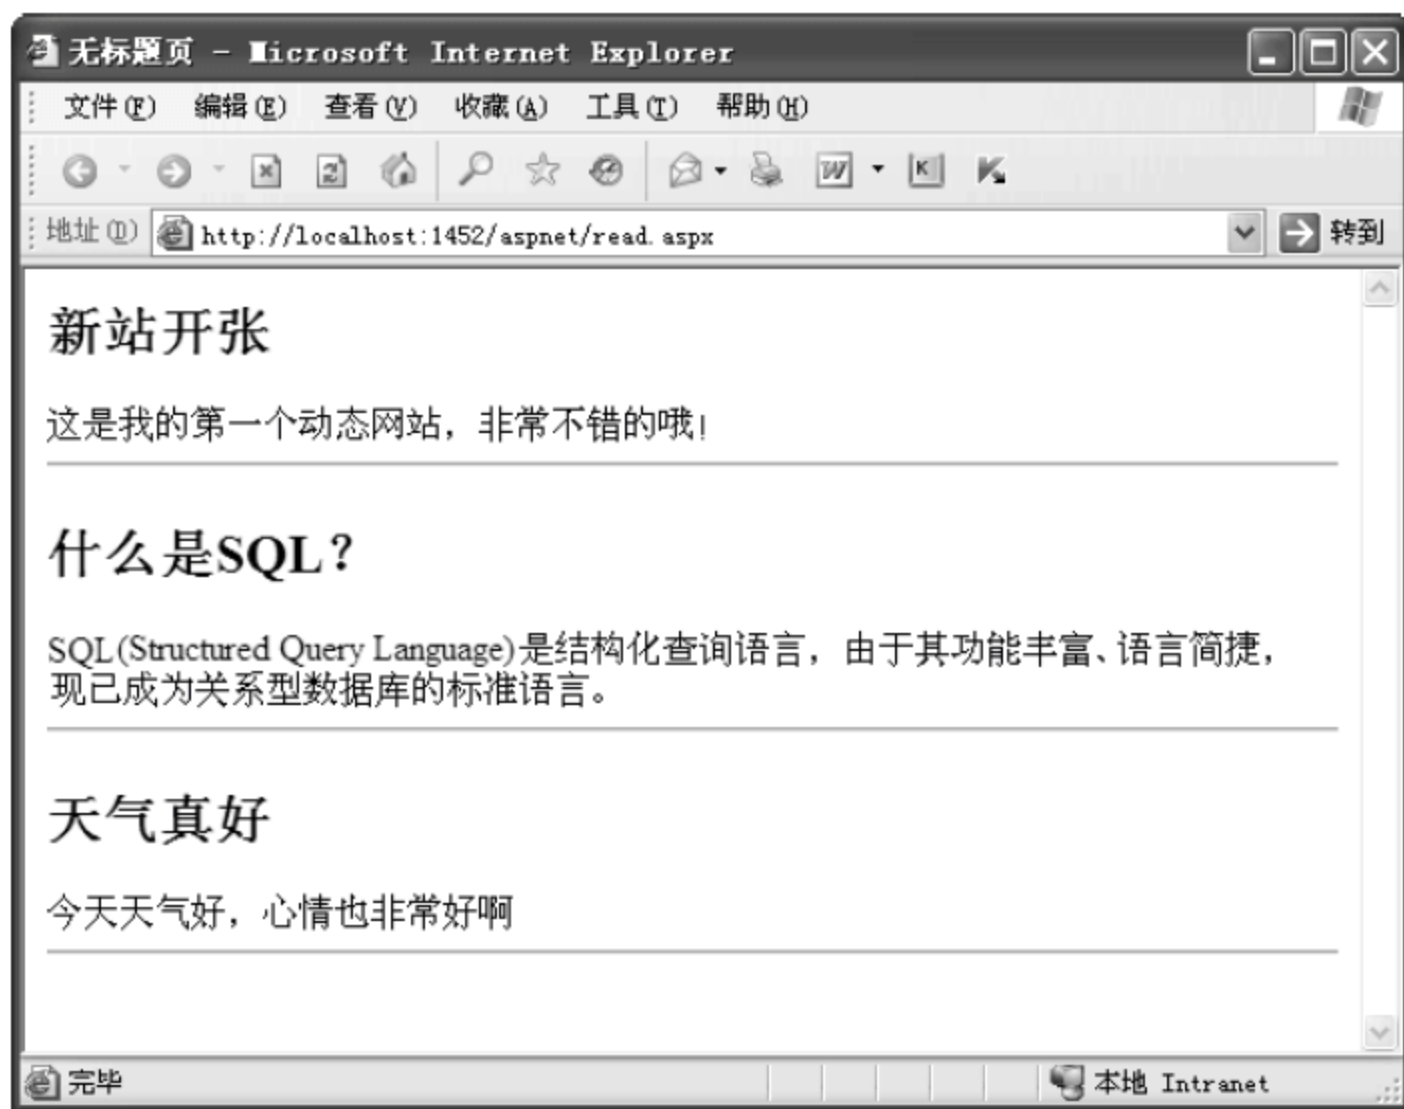 无标题页 - Microsoft Internet Explorer
文件(F) 编辑(E) 查看(V) 收藏(A) 工具(T) 帮助(H)
地址(D) http://localhost:1452/aspnet/read.aspx 转到
新站开张
这是我的第一个动态网站，非常不错的哦！
什么是SQL？
SQL(Structured Query Language)是结构化查询语言，由于其功能丰富、语言简捷，
现已成为关系型数据库的标准语言。
天气真好
今天天气好，心情也非常好啊
完毕 本地 Intranet